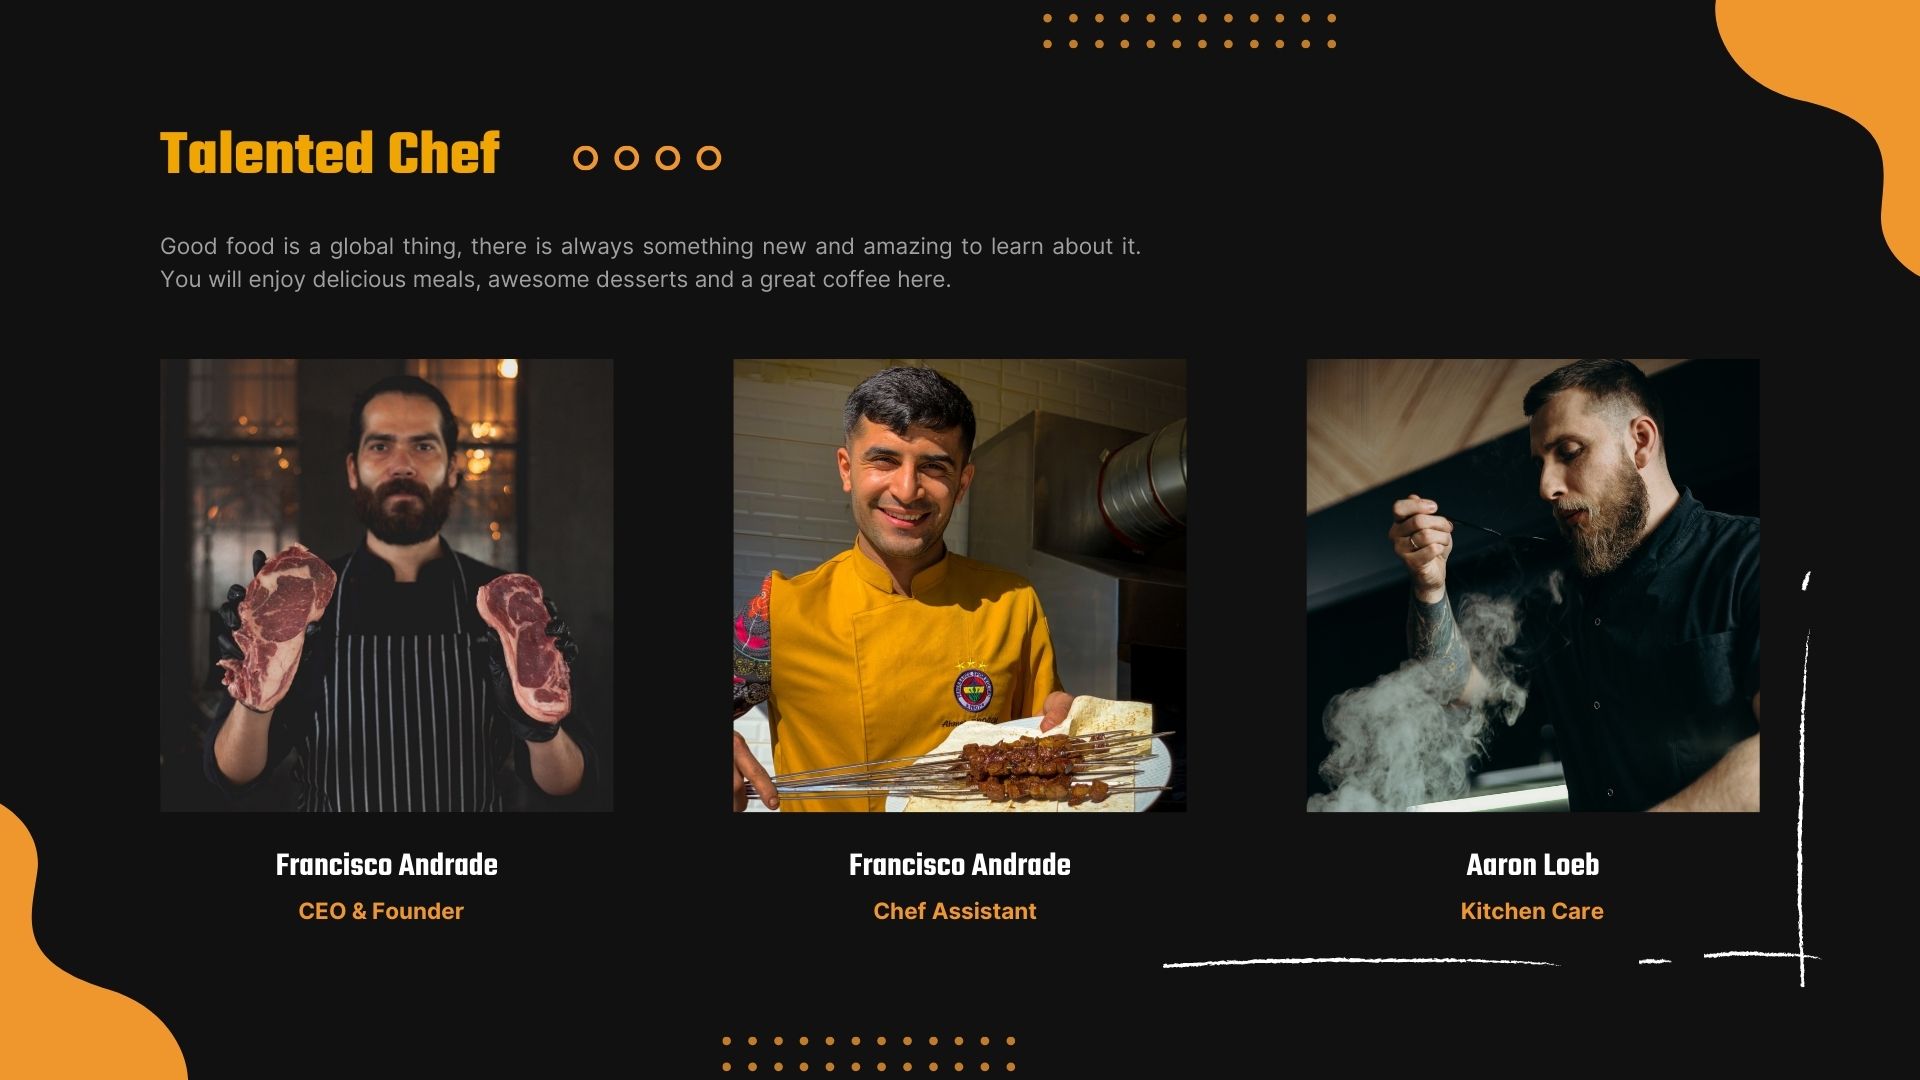 Talented Chef
Good food is a global thing, there is always something new and amazing to learn about it.
You will enjoy delicious meals, awesome desserts and a great coffee here.
Francisco Andrade
Francisco Andrade
Aaron Loeb
CEO & Founder
Chef Assistant
Kitchen Care